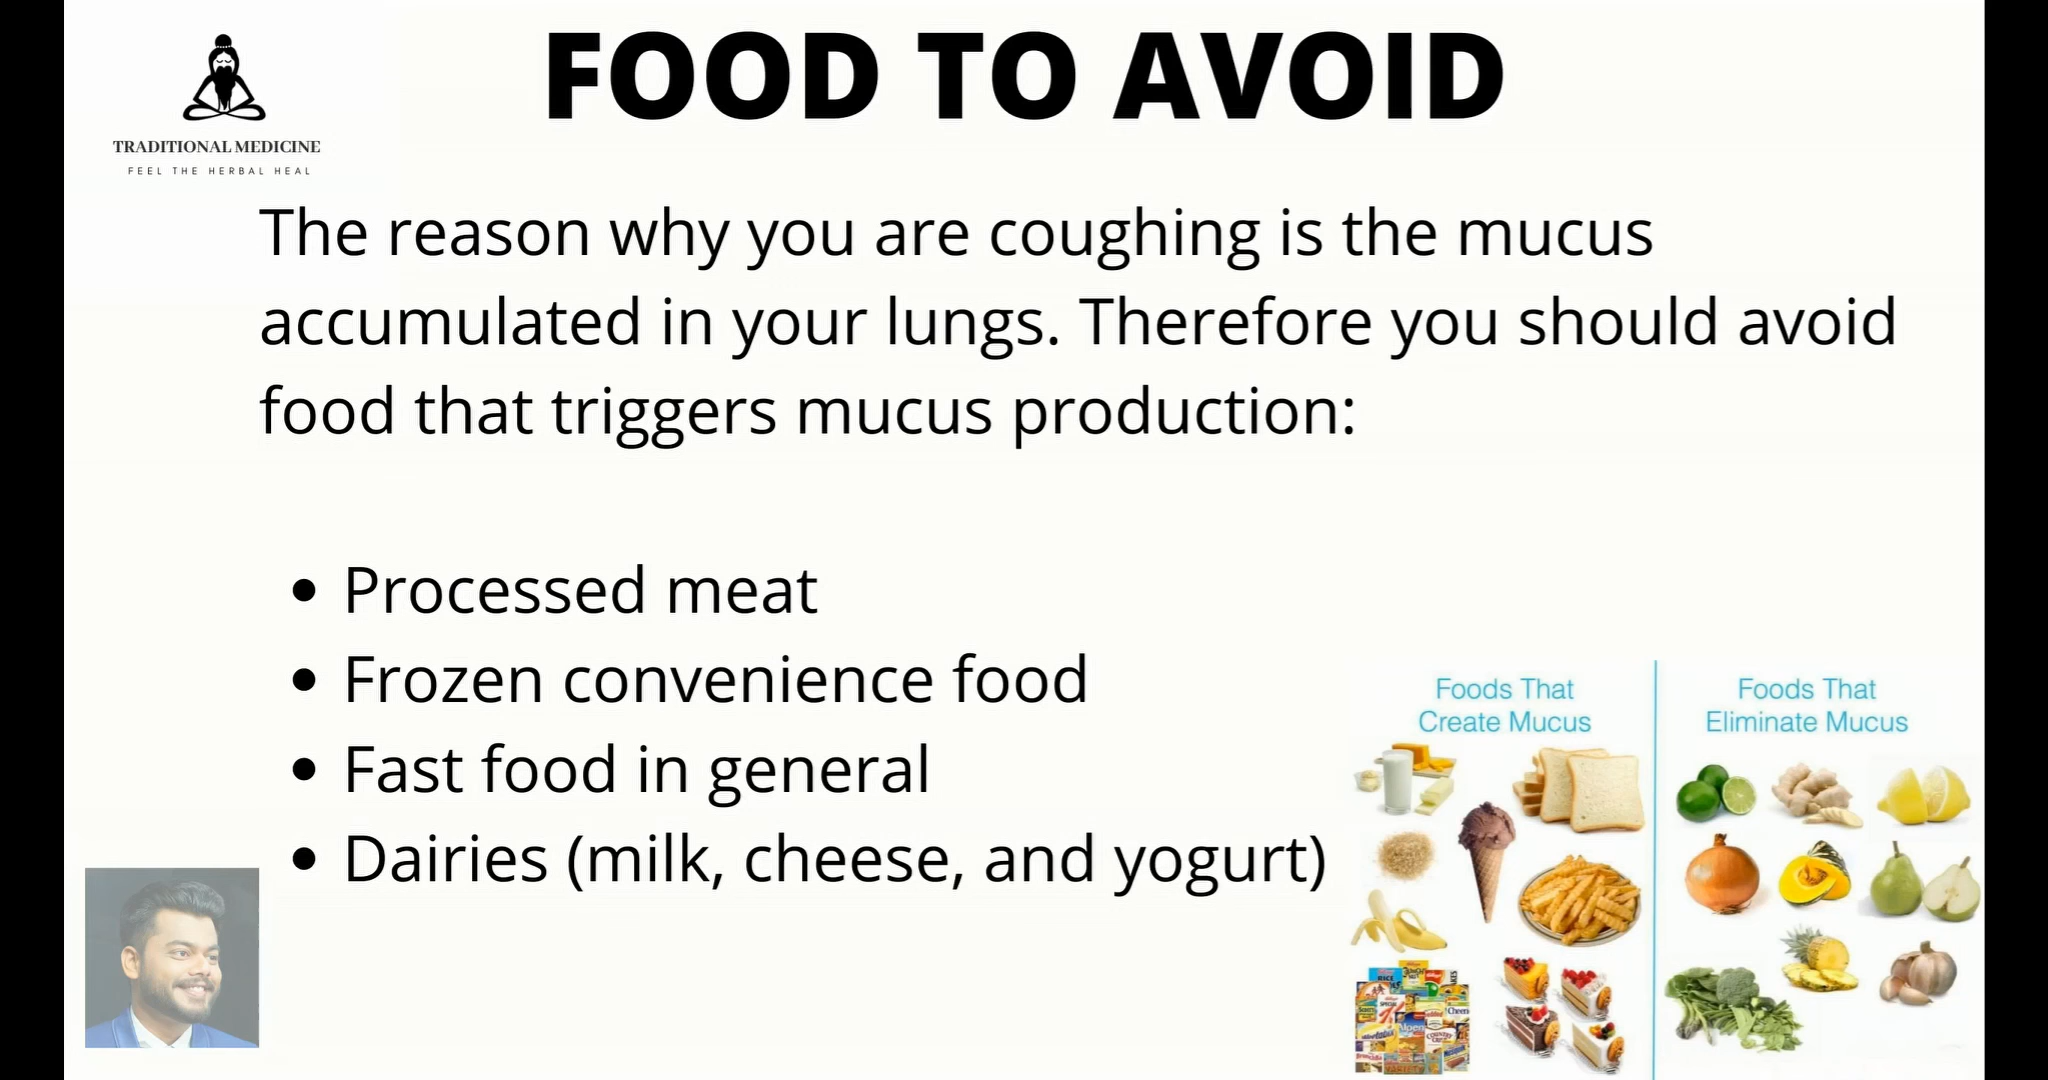 FOOD TO AVOID
TRADITIONAL MEDICINE
FEEL THE HERBAL HEAL
The reason why you are coughing is the mucus
accumulated in your lungs. Therefore you should avoid
food that triggers mucus production:
• Processed meat
• Frozen convenience food
• Fast food in general
• Dairies (milk, cheese, and yogurt)
Foods That
Create Mucus
Foods That
Eliminate Mucus